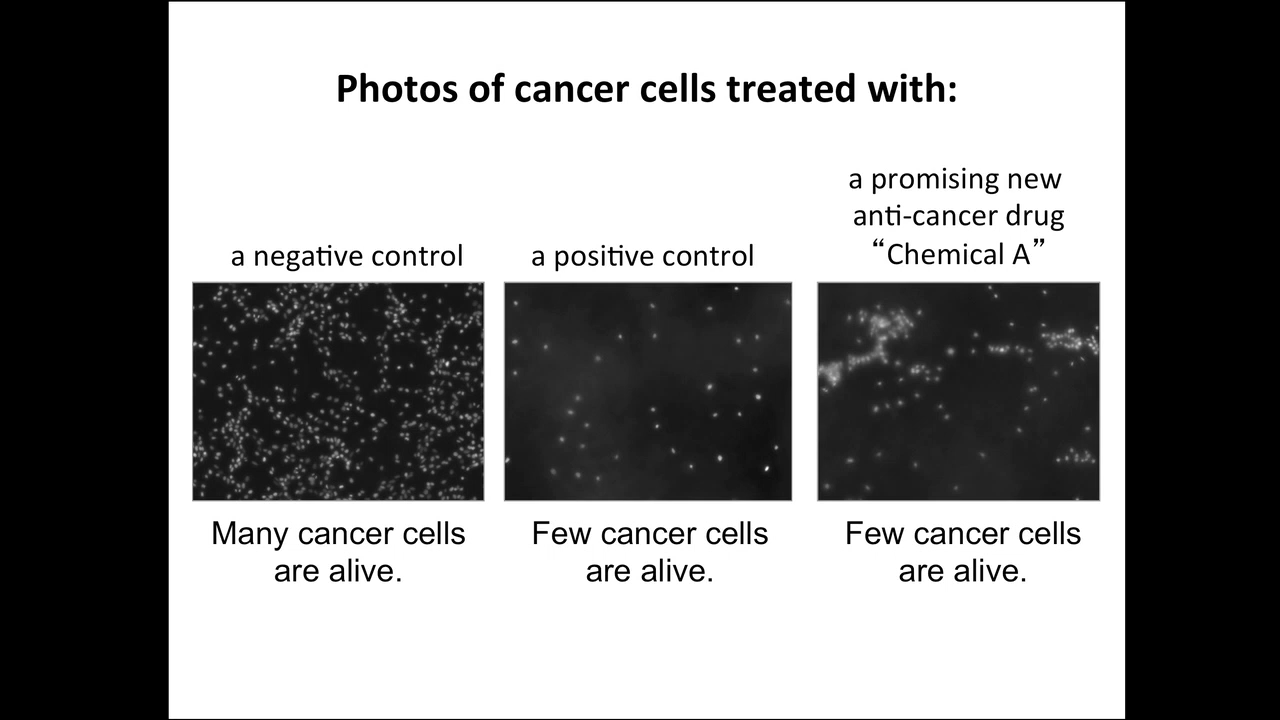 Photos of cancer cells treated with:
a negative control
a positive control
a promising new
anti-cancer drug
“Chemical A”
Many cancer cells
are alive.
Few cancer cells
are alive.
Few cancer cells
are alive.